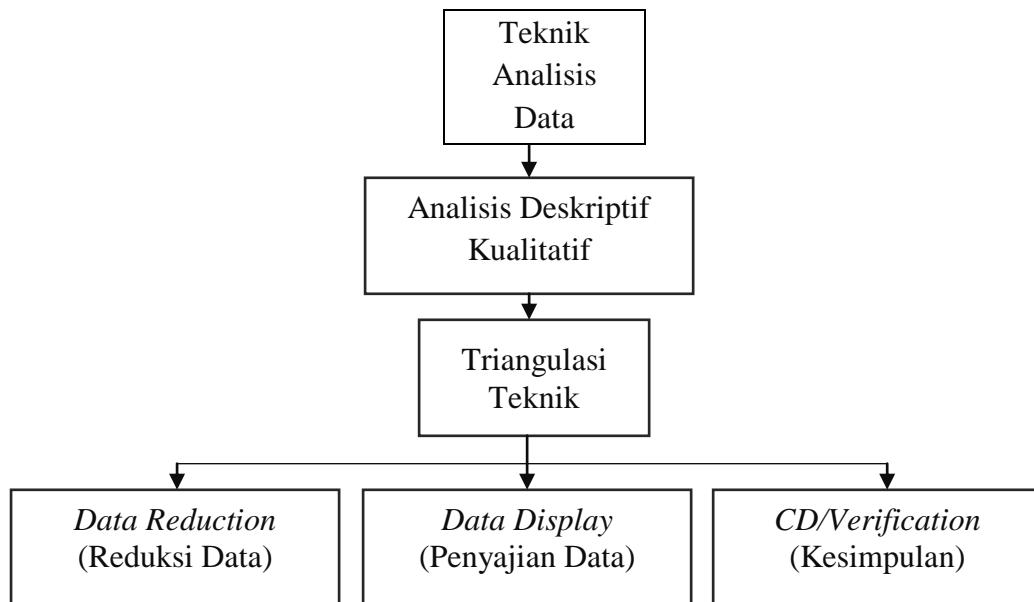 Teknik
Analisis
Data
Analisis Deskriptif
Kualitatif
Triangulasi
Teknik
Data Reduction
(Reduksi Data)
Data Display
(Penyajian Data)
CD/Verification
(Kesimpulan)